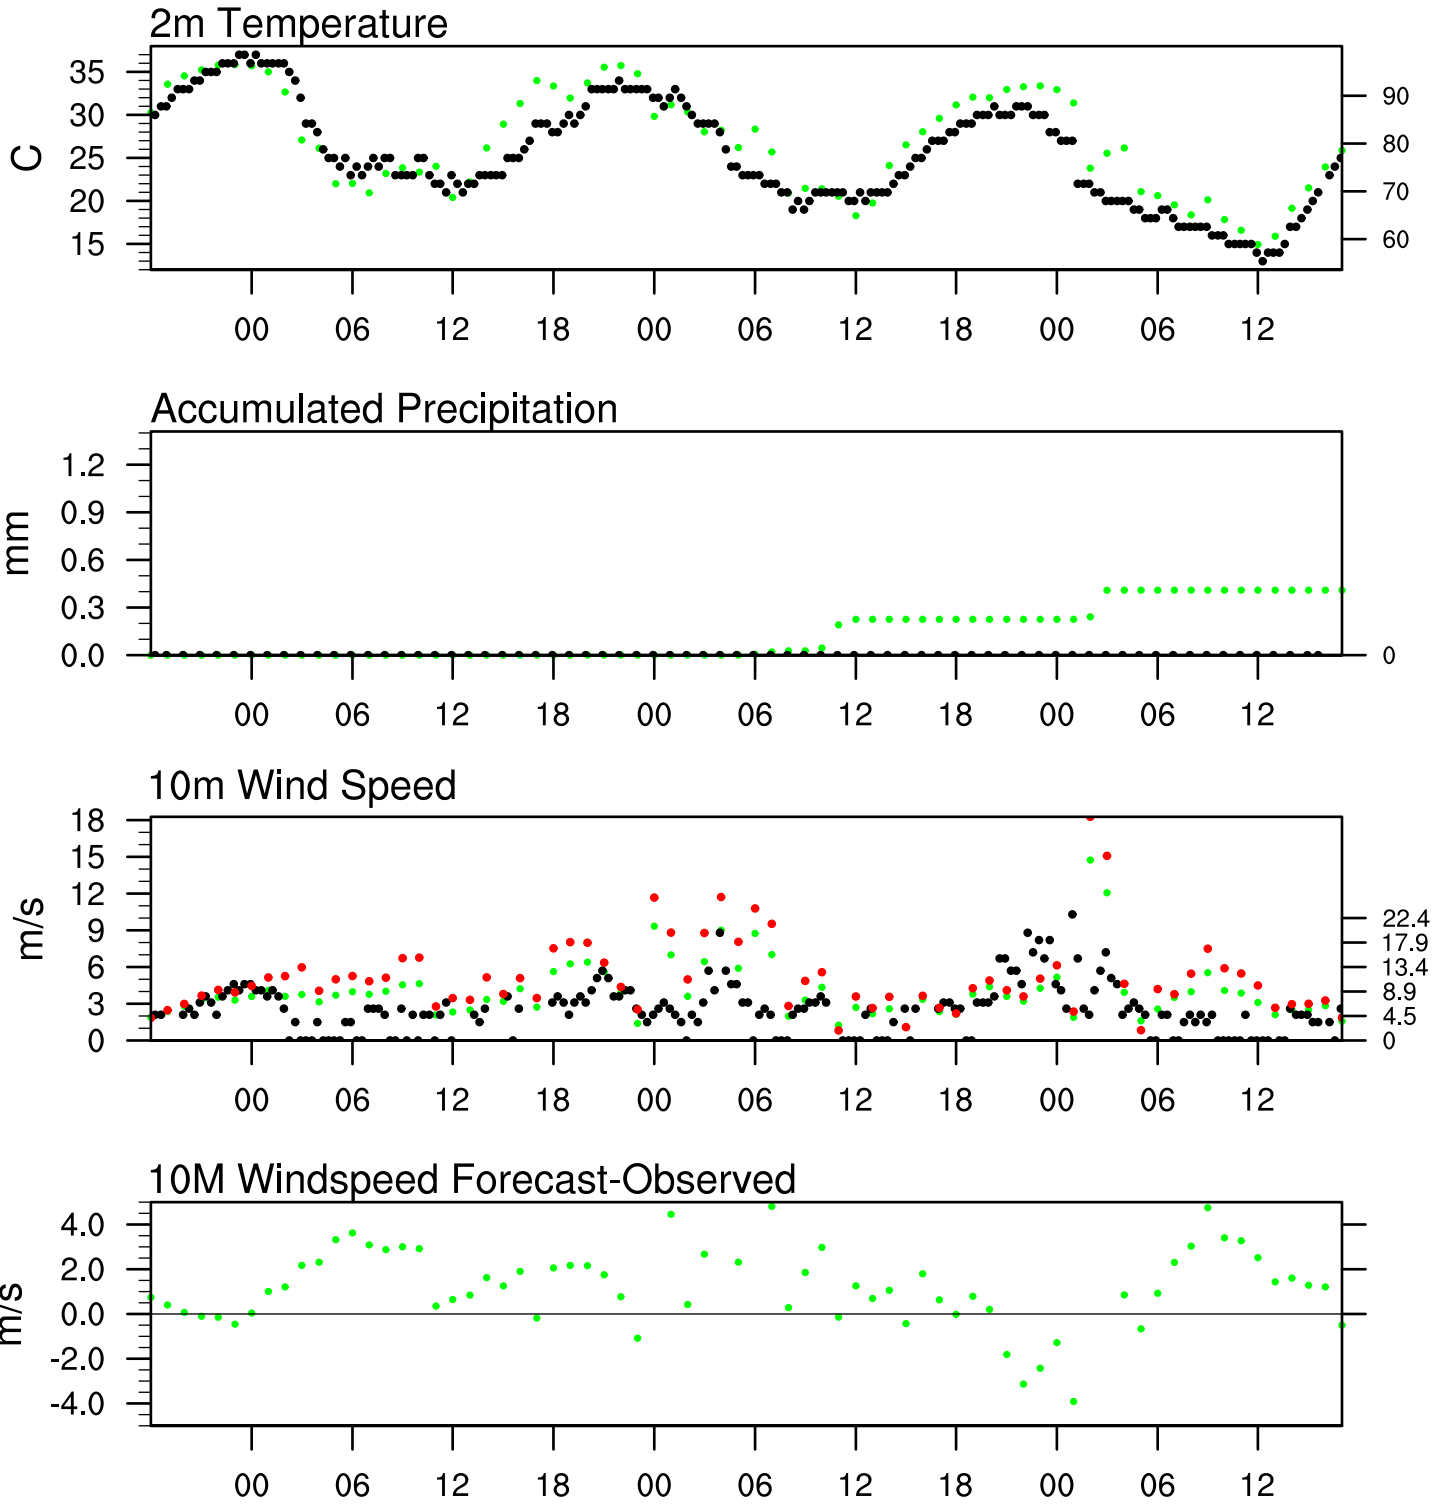 2m Temperature
35
30
25
20
15
C
90
80
70
60
00 06 12 18 00 06 12 18 00 06 12
Accumulated Precipitation
1.2
0.9
0.6
0.3
0.0
mm
0
00 06 12 18 00 06 12 18 00 06 12
10m Wind Speed
18
15
12
9
6
3
0
m/s
22.4
17.9
13.4
8.9
4.5
0
00 06 12 18 00 06 12 18 00 06 12
10M Windspeed Forecast-Observed
4.0
2.0
0.0
-2.0
-4.0
m/s
00 06 12 18 00 06 12 18 00 06 12